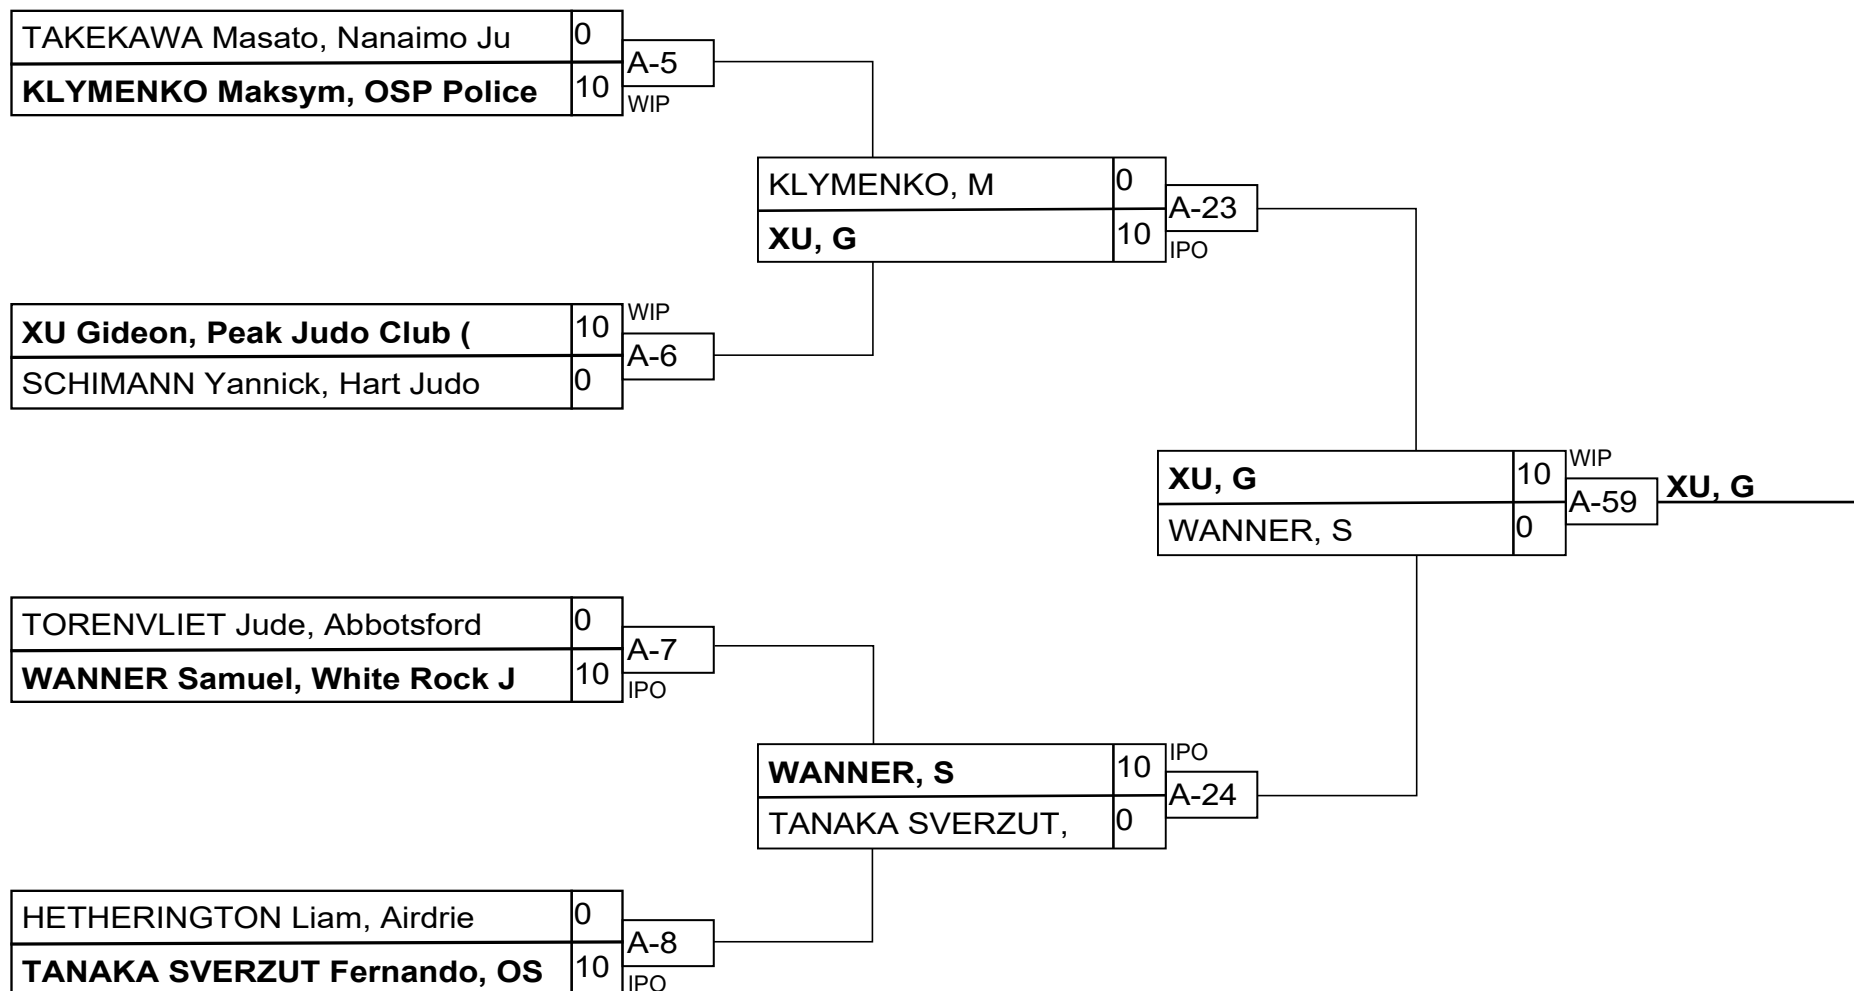 TAKEKAWA Masato, Nanaimo Ju 0
A-5
KLYMENKO Maksym, OSP Police 10
WIP
KLYMENKO, M 0
A-23
XU, G 10
IPO
XU Gideon, Peak Judo Club ( 10
WIP
A-6
SCHIMANN Yannick, Hart Judo 0
XU, G 10
WIP
A-59
XU, G
WANNER, S 0
TORENVLIET Jude, Abbotsford 0
A-7
WANNER Samuel, White Rock J 10
IPO
WANNER, S 10
IPO
A-24
TANAKA SVERZUT, 0
HETHERINGTON Liam, Airdrie 0
A-8
TANAKA SVERZUT Fernando, OS 10
IPO